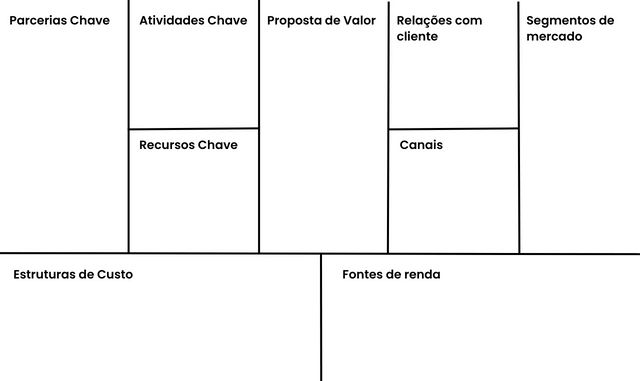 Parcerias Chave
Atividades Chave
Recursos Chave
Proposta de Valor
Relações com
cliente
Canais
Segmentos de
mercado
Estruturas de Custo
Fontes de renda